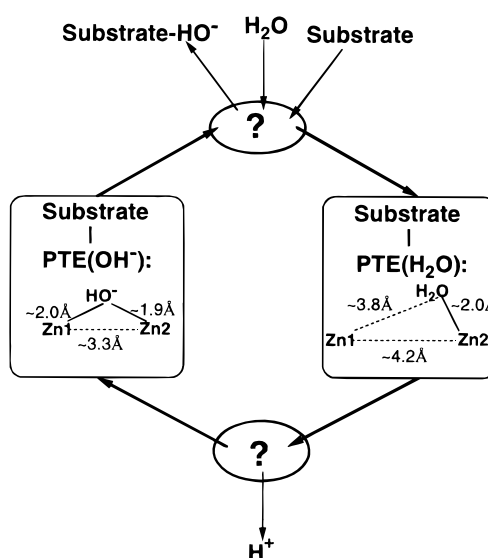 Substrate-HO⁻ H₂O Substrate
?
Substrate
PTE(OH⁻):
HO⁻
~2.0Å ~1.9Å
Zn1 Zn2
~3.3Å
Substrate
PTE(H₂O):
H₂O
~3.8Å ~2.0Å
Zn1 Zn2
~4.2Å
?
H⁺